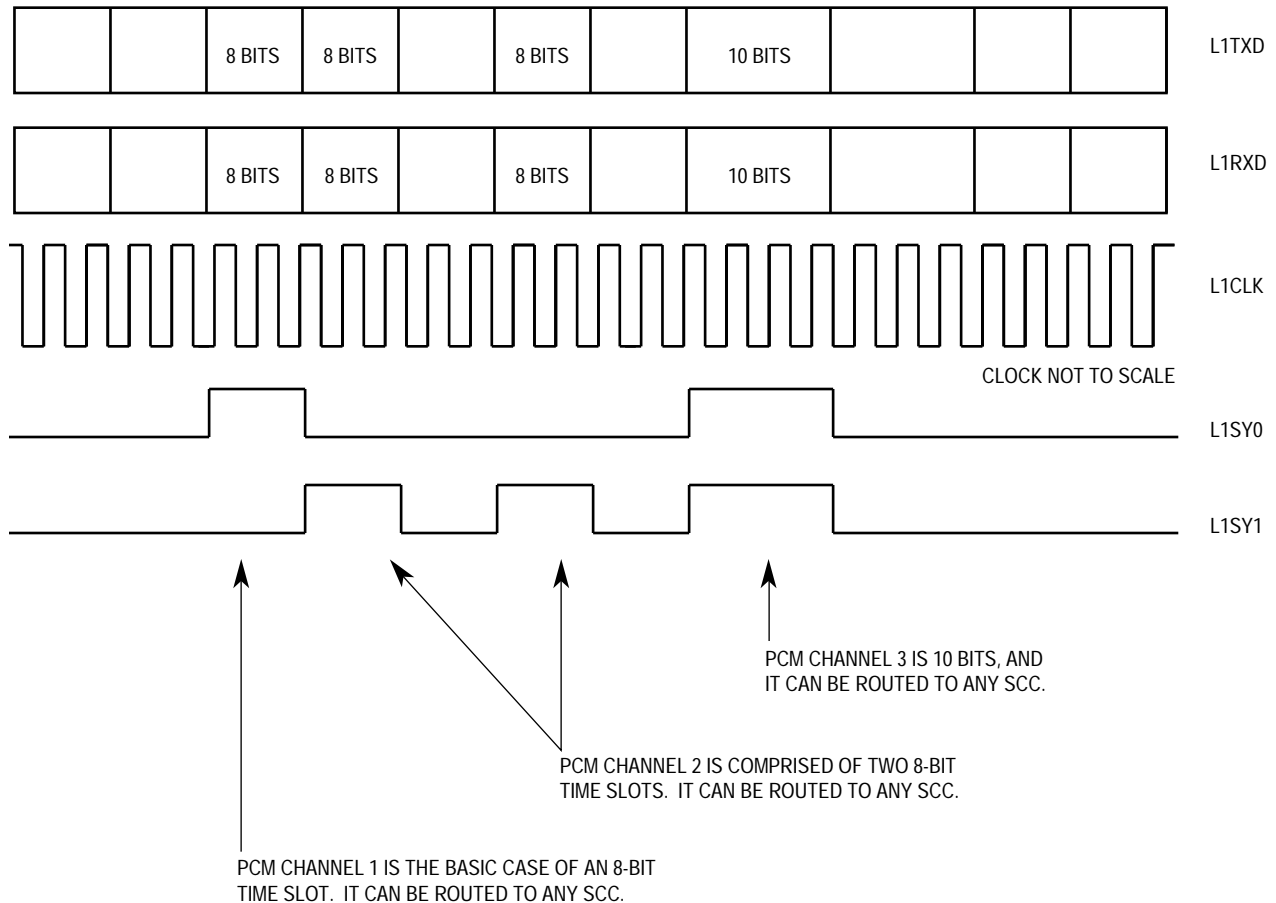 8 BITS 8 BITS 8 BITS 10 BITS L1TXD
8 BITS 8 BITS 8 BITS 10 BITS L1RXD
L1CLK
CLOCK NOT TO SCALE
L1SY0
L1SY1
PCM CHANNEL 3 IS 10 BITS, AND
IT CAN BE ROUTED TO ANY SCC.
PCM CHANNEL 2 IS COMPRISED OF TWO 8-BIT
TIME SLOTS. IT CAN BE ROUTED TO ANY SCC.
PCM CHANNEL 1 IS THE BASIC CASE OF AN 8-BIT
TIME SLOT. IT CAN BE ROUTED TO ANY SCC.